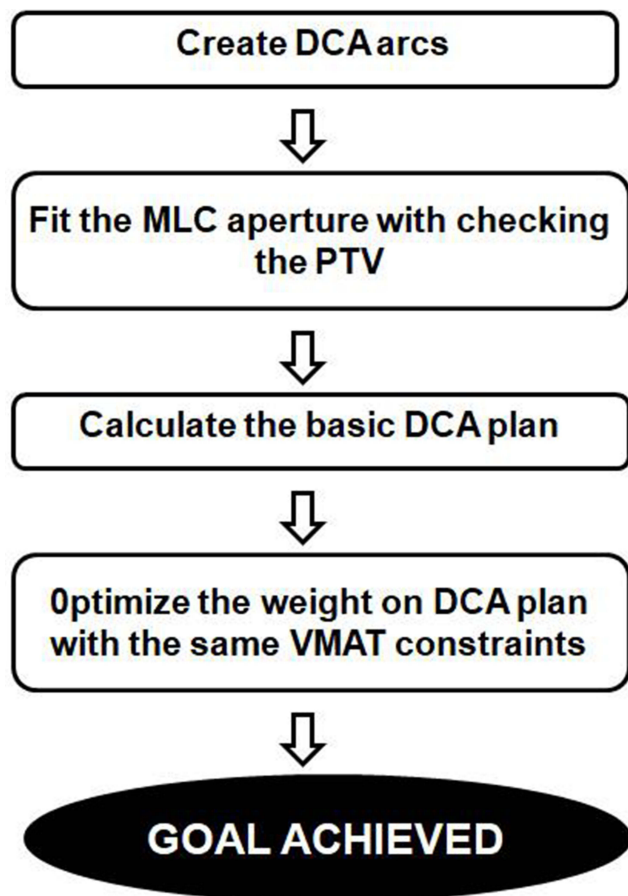 Create DCA arcs
Fit the MLC aperture with checking
the PTV
Calculate the basic DCA plan
0ptimize the weight on DCA plan
with the same VMAT constraints
GOAL ACHIEVED